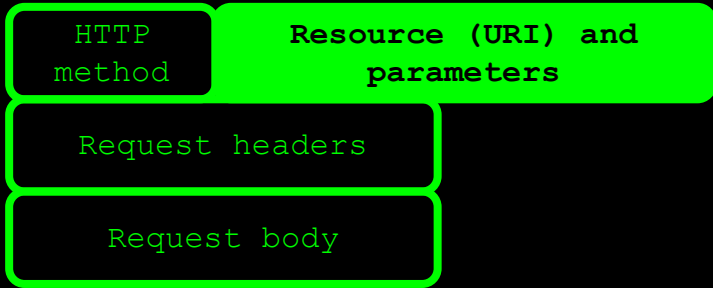 HTTP
method
Resource (URI) and
parameters
Request headers
Request body